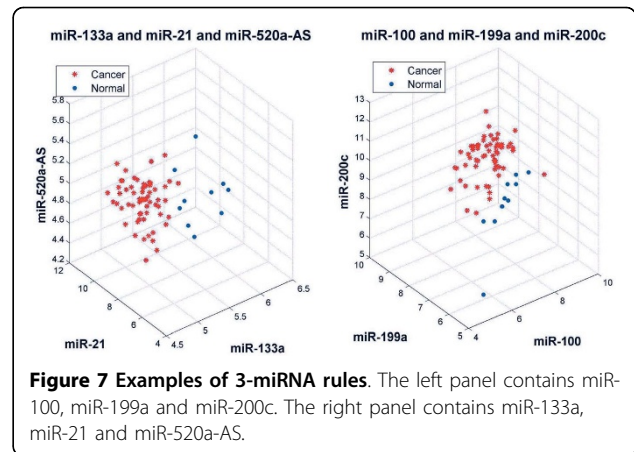 miR-133a and miR-21 and miR-520a-AS
Cancer
Normal
5.8
5.6
5.4
5.2
5
4.8
4.6
4.4
4.2
miR-520a-AS
12
10
8
6
4
miR-21
4.5
5
5.5
6
6.5
miR-133a
miR-100 and miR-199a and miR-200c
Cancer
Normal
13
12
11
10
9
8
7
6
5
miR-200c
10
9
8
7
6
5
miR-199a
4
6
8
10
miR-100
Figure 7 Examples of 3-miRNA rules. The left panel contains miR-
100, miR-199a and miR-200c. The right panel contains miR-133a,
miR-21 and miR-520a-AS.